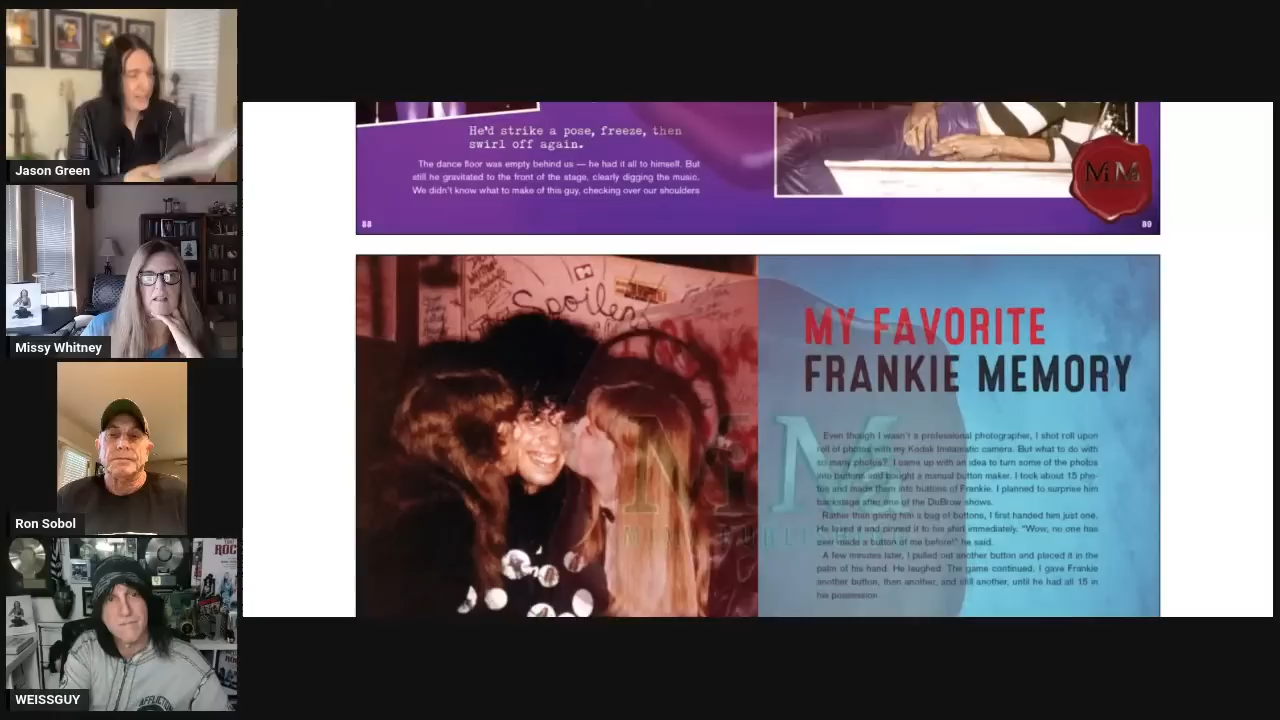 Jason Green
Missy Whitney
Ron Sobol
WEISSGUY
He'd strike a pose, freeze, then
swirl off again.
The dance floor was empty behind us — he had it all to himself. But
still he gravitated to the front of the stage, clearly digging the music.
We didn't know what to make of this guy, checking over our shoulders
88
MM
89
Spoiler
MY FAVORITE
FRANKIE MEMORY
Even though I wasn't a professional photographer, I shot roll upon
roll of photos with my Kodak Instamatic camera. But what to do with
so many photos? I came up with an idea to turn some of the photos
into buttons and bought a manual button maker. I took about 15 pho-
tos and made them into buttons of Frankie. I planned to surprise him
backstage after one of the DuBrow shows.
Rather than giving him a bag of buttons, I first handed him just one.
He loved it and pinned it to his shirt immediately. "Wow, no one has
ever made a button of me before!" he said.
A few minutes later, I pulled out another button and placed it in the
palm of his hand. He laughed. The game continued. I gave Frankie
another button, then another, and still another, until he had all 15 in
his possession.